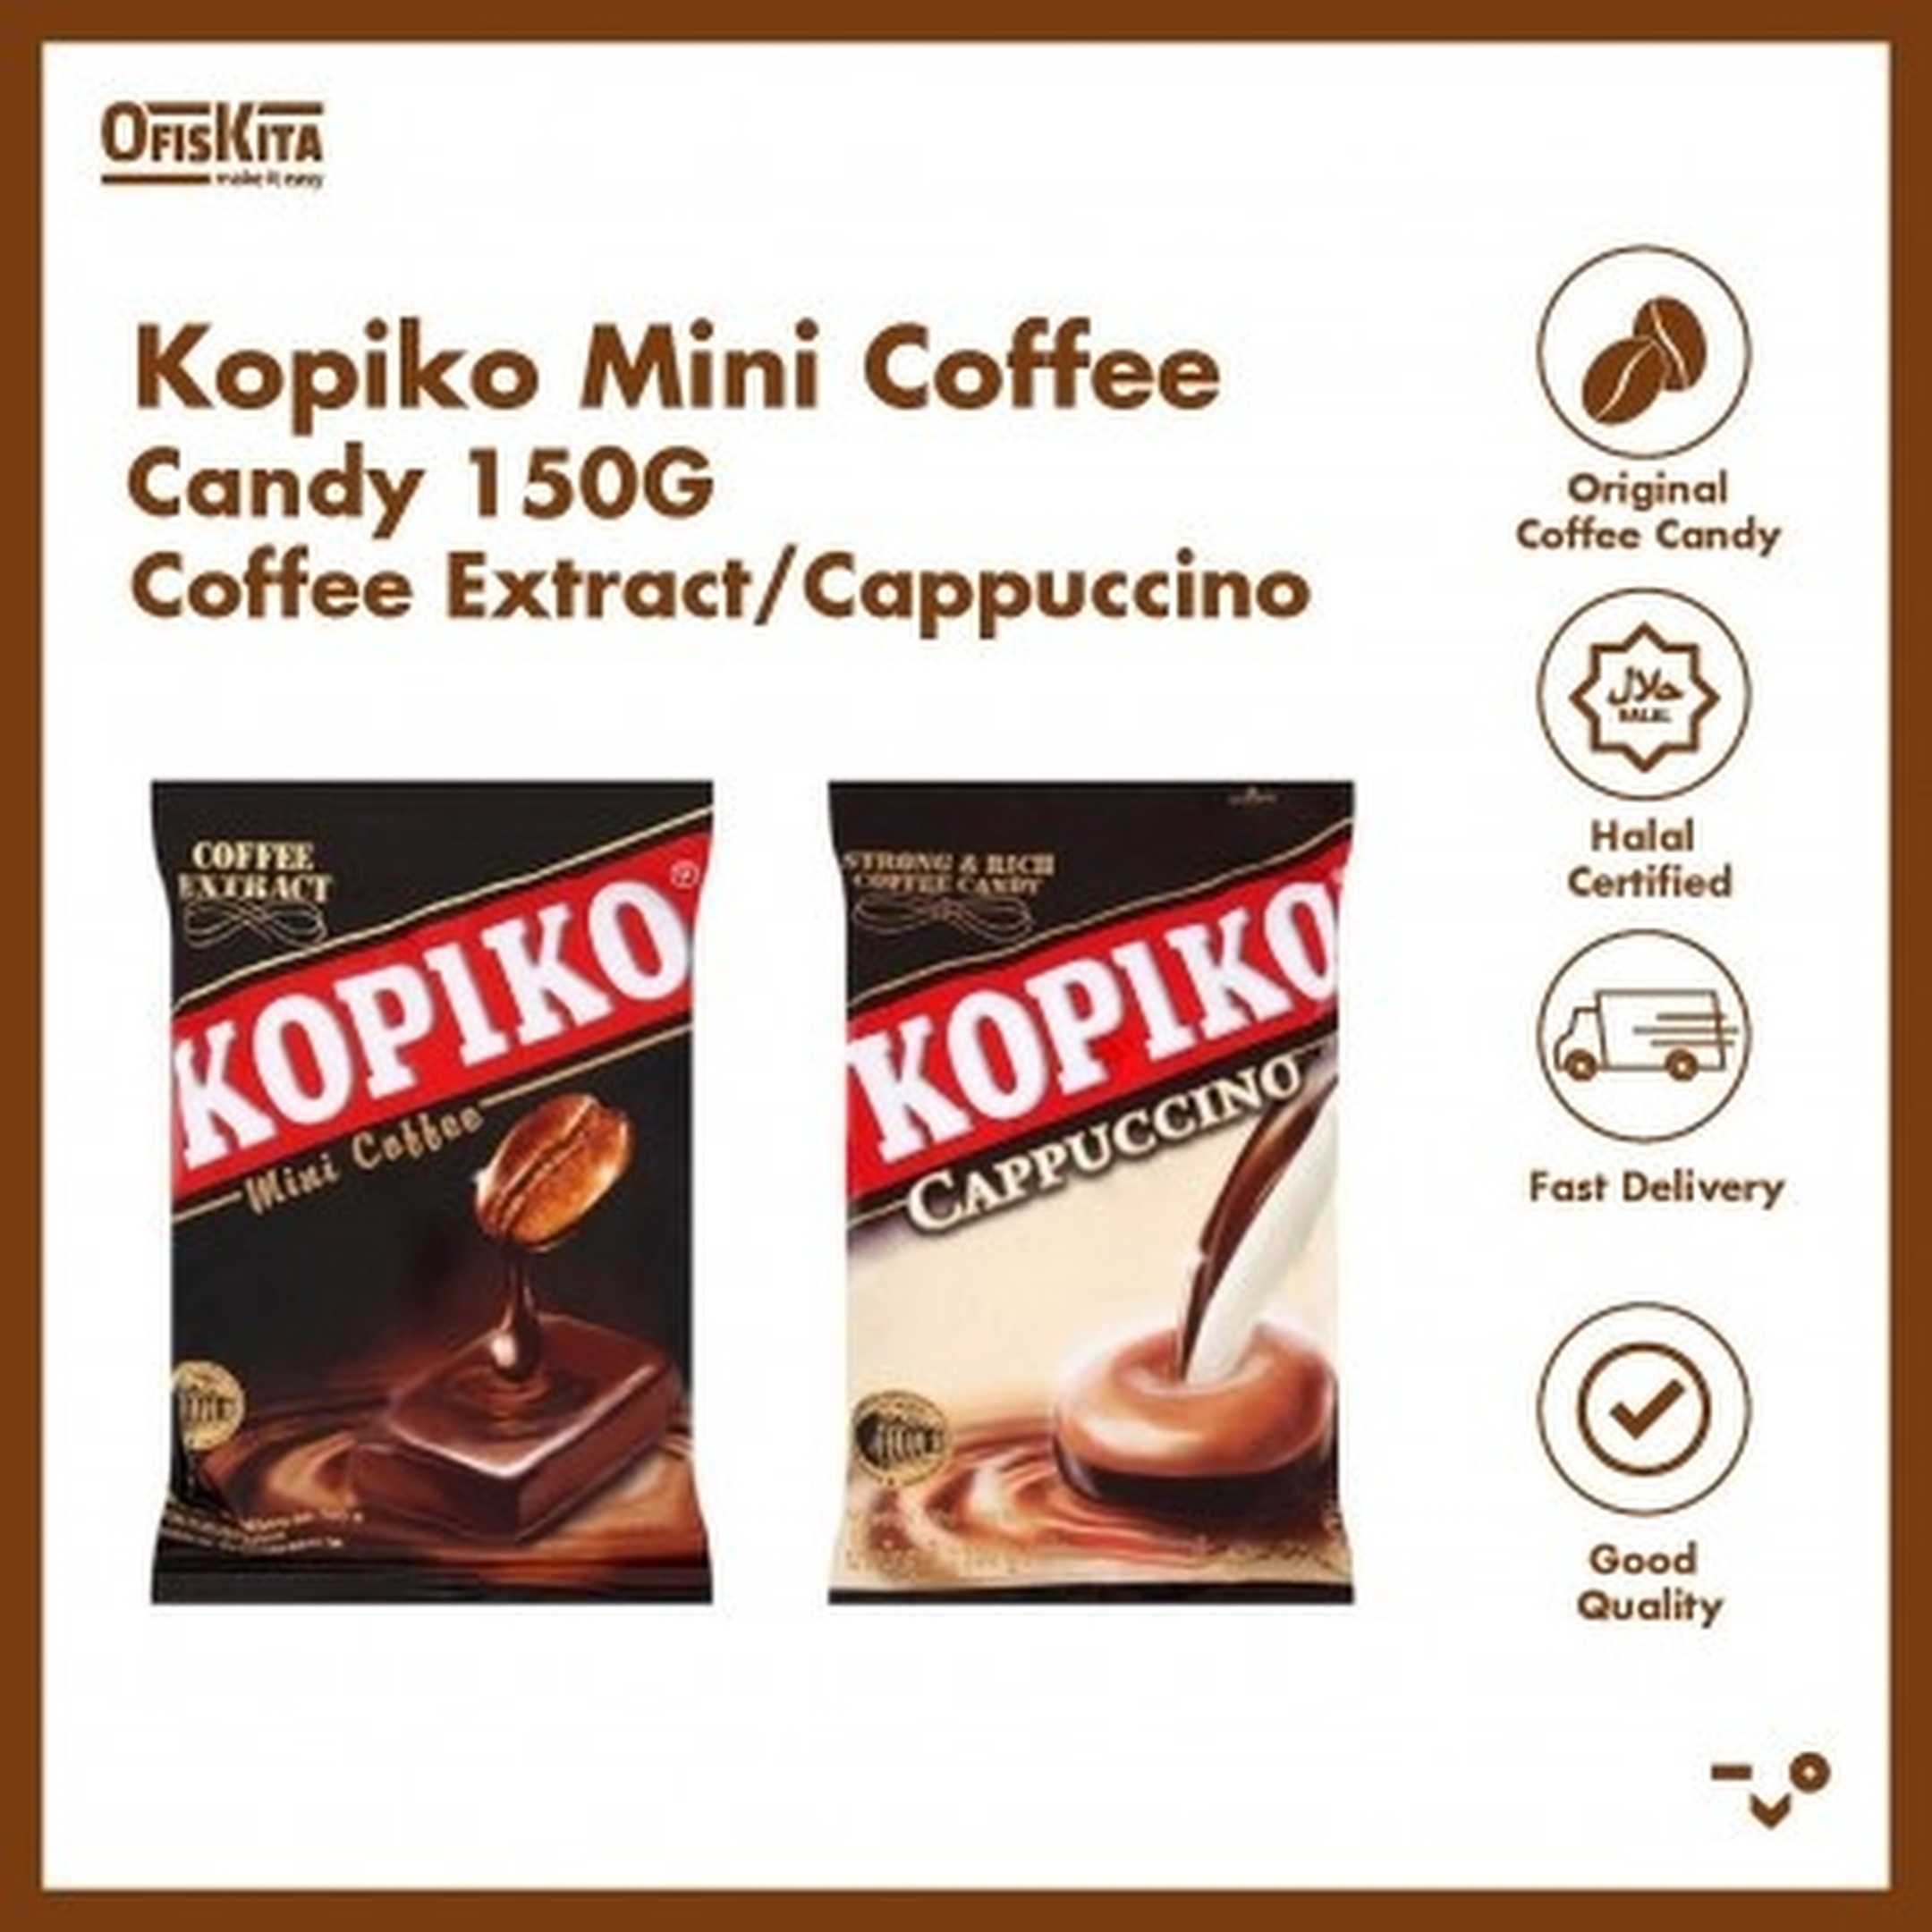 OFISKITA
make it easy
Kopiko Mini Coffee
Candy 150G
Coffee Extract/Cappuccino
COFFEE
EXTRACT
KOPIKO®
Mini Coffee
STRONG & RICH
COFFEE CANDY
KOPIKO
CAPPUCCINO
Original
Coffee Candy
حلال
HALAL
Halal
Certified
Fast Delivery
Good
Quality